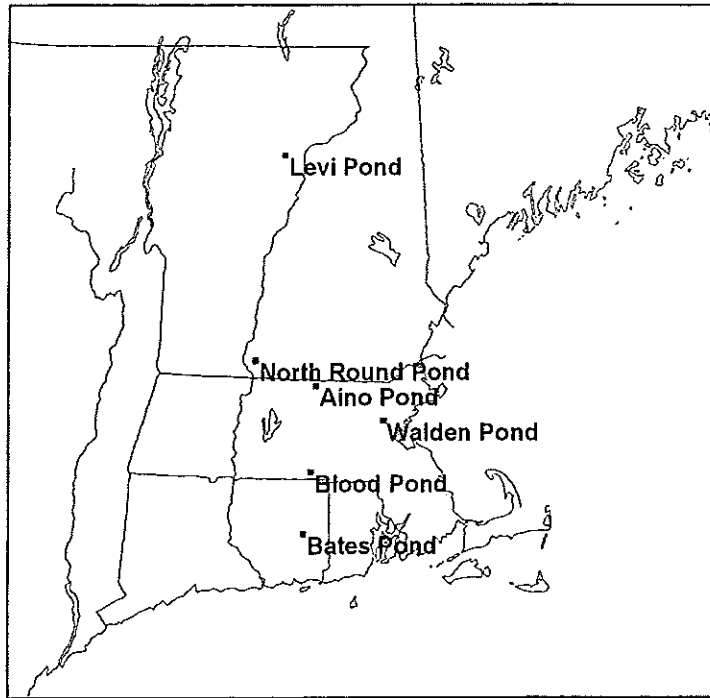 Levi Pond
North Round Pond
Aino Pond
Walden Pond
Blood Pond
Bates Pond